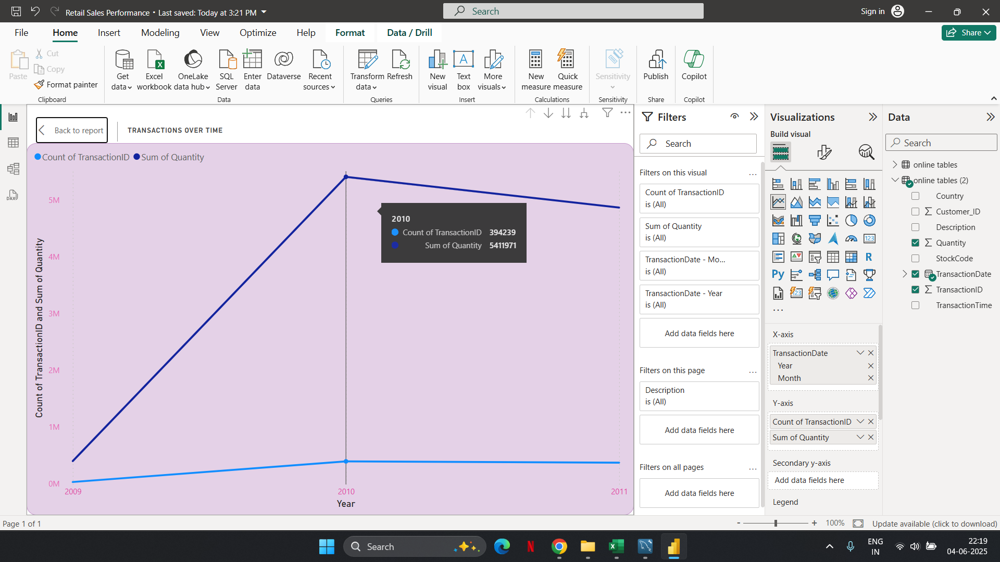 Retail Sales Performance • Last saved: Today at 3:21 PM
Search
Sign in
File Home Insert Modeling View Optimize Help Format Data / Drill
Share
Paste
Cut
Copy
Format painter
Clipboard
Get data
Excel workbook
OneLake data hub
SQL Server
Enter data
Dataverse
Recent sources
Data
Transform data
Refresh
Queries
New visual
Text box
More visuals
Insert
New measure
Quick measure
Calculations
Sensitivity
Sensitivity
Publish
Share
Copilot
Copilot
Back to report
TRANSACTIONS OVER TIME
Count of TransactionID Sum of Quantity
Count of TransactionID and Sum of Quantity
5M
4M
3M
2M
1M
0M
2009 2010 2011
Year
2010
Count of TransactionID 394239
Sum of Quantity 5411971
Filters
Search
Filters on this visual ...
Count of TransactionID
is (All)
Sum of Quantity
is (All)
TransactionDate - Mo...
is (All)
TransactionDate - Year
is (All)
Add data fields here
Filters on this page ...
Description
is (All)
Add data fields here
Filters on all pages ...
Add data fields here
Visualizations
Build visual
123
R
Py
123
...
X-axis
TransactionDate
Year
Month
Y-axis
Count of TransactionID
Sum of Quantity
Secondary y-axis
Add data fields here
Legend
Data
Search
online tables
online tables (2)
Country
Customer_ID
Description
Quantity
StockCode
TransactionDate
TransactionID
TransactionTime
DAX
Page 1 of 1
- + 100%
Update available (click to download)
Search
ENG
IN
22:19
04-06-2025